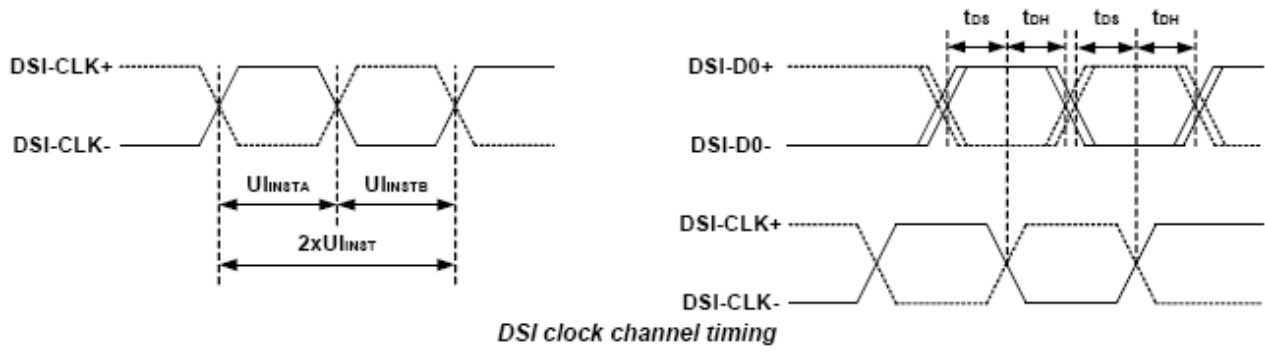 DSI-CLK+
DSI-CLK-
UIINSTA
UIINSTB
2xUIINST
tDS
tDH
tDS
tDH
DSI-D0+
DSI-D0-
DSI-CLK+
DSI-CLK-
DSI clock channel timing